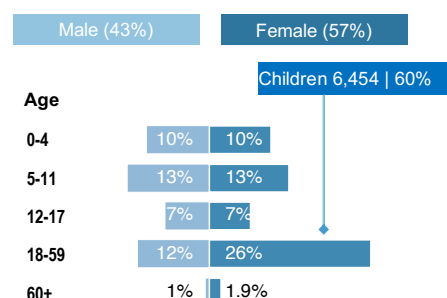 Male (43%) Female (57%)
Children 6,454 | 60%
Age
0-4 10% 10%
5-11 13% 13%
12-17 7% 7%
18-59 12% 26%
60+ 1% 1.9%